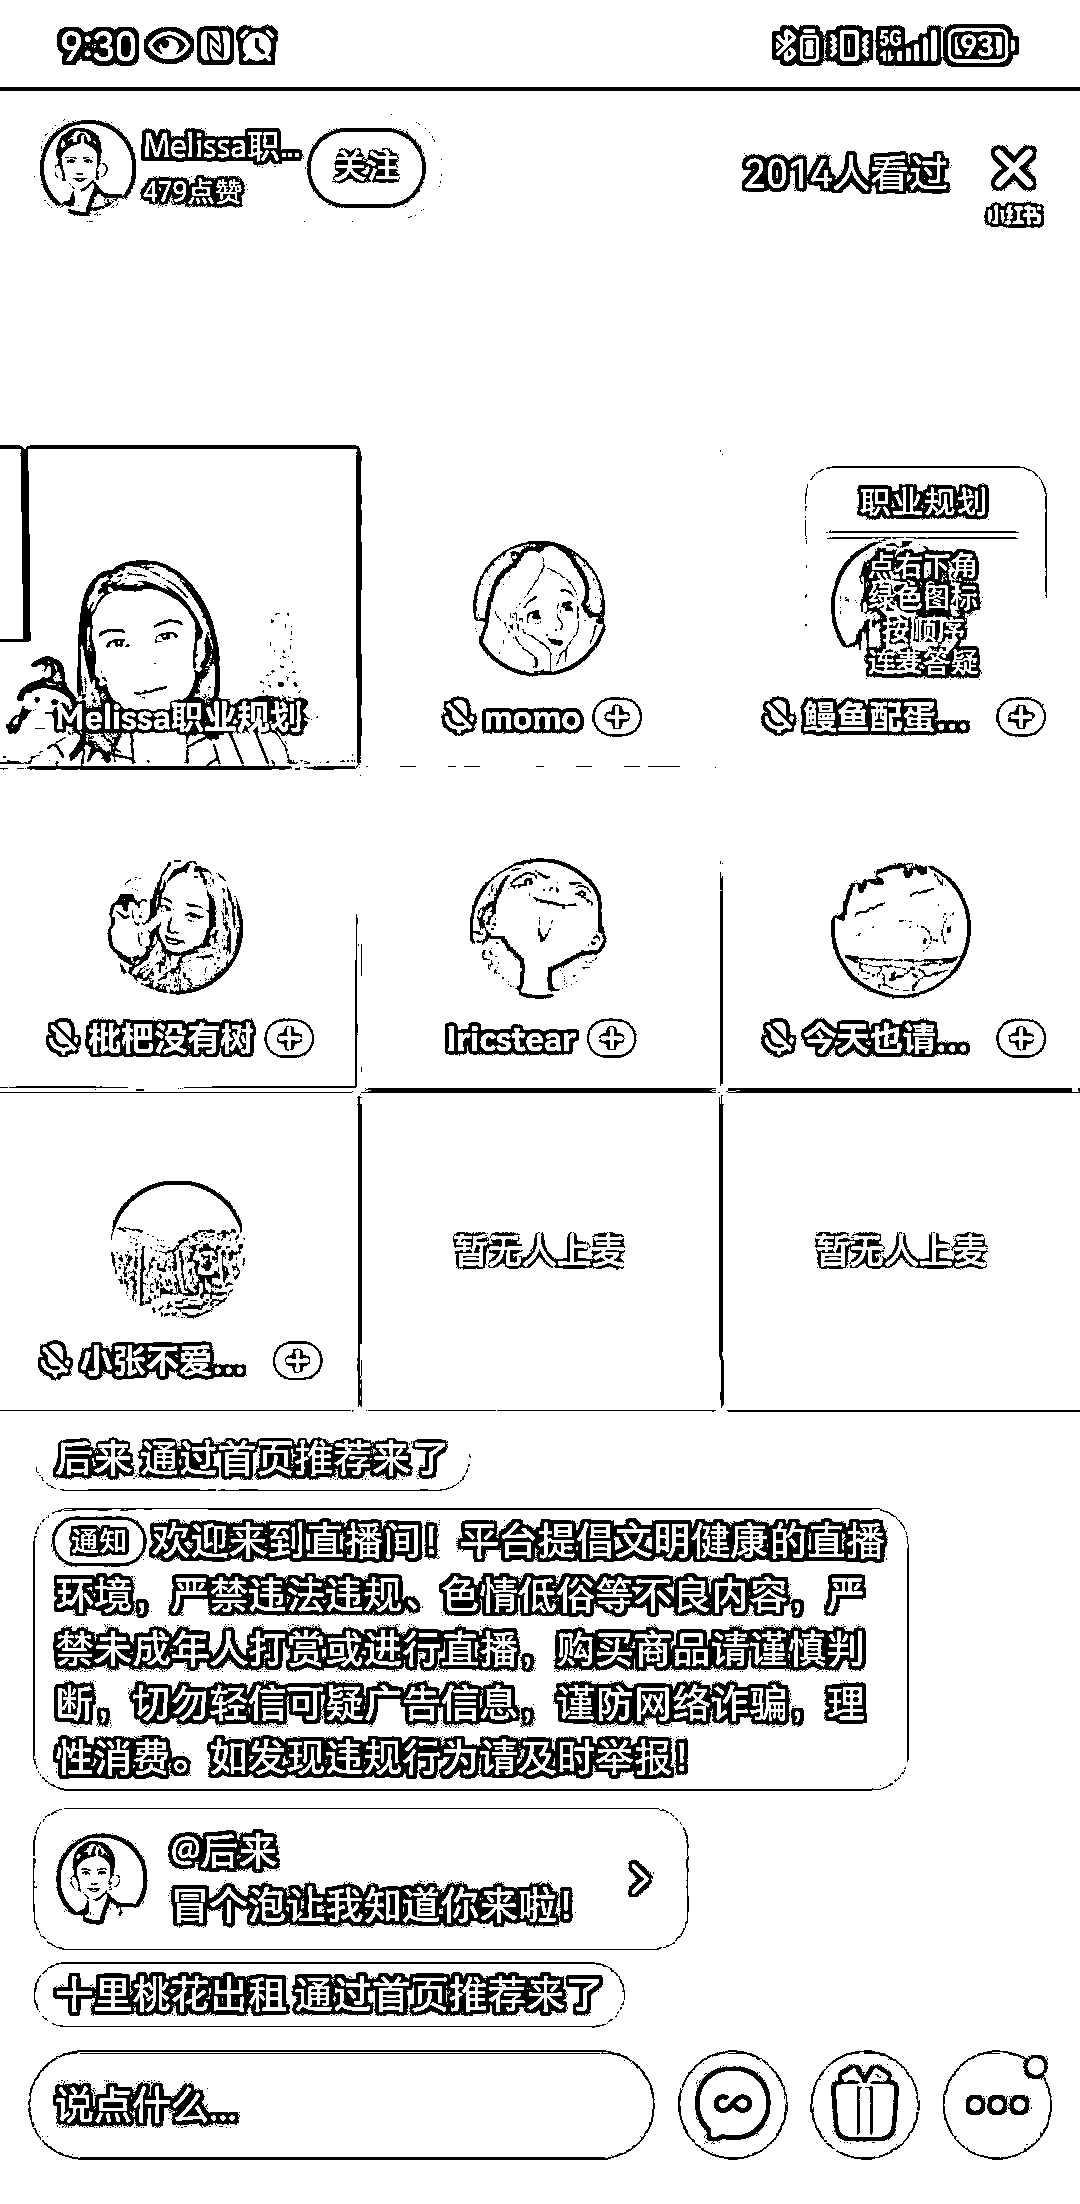 9:30
5G
93
Melissa职...
479点赞
关注
2014人看过
小红书
职业规划
点右下角
绿色图标
按顺序
连麦答疑
Melissa职业规划
momo
鳗鱼配蛋...
枇杷没有树
lricstear
今天也请...
小张不爱...
暂无人上麦
暂无人上麦
后来 通过首页推荐来了
通知 欢迎来到直播间！平台提倡文明健康的直播
环境，严禁违法违规、色情低俗等不良内容，严
禁未成年人打赏或进行直播，购买商品请谨慎判
断，切勿轻信可疑广告信息，谨防网络诈骗，理
性消费。如发现违规行为请及时举报！
@后来
冒个泡让我知道你来啦！
十里桃花出租 通过首页推荐来了
说点什么...